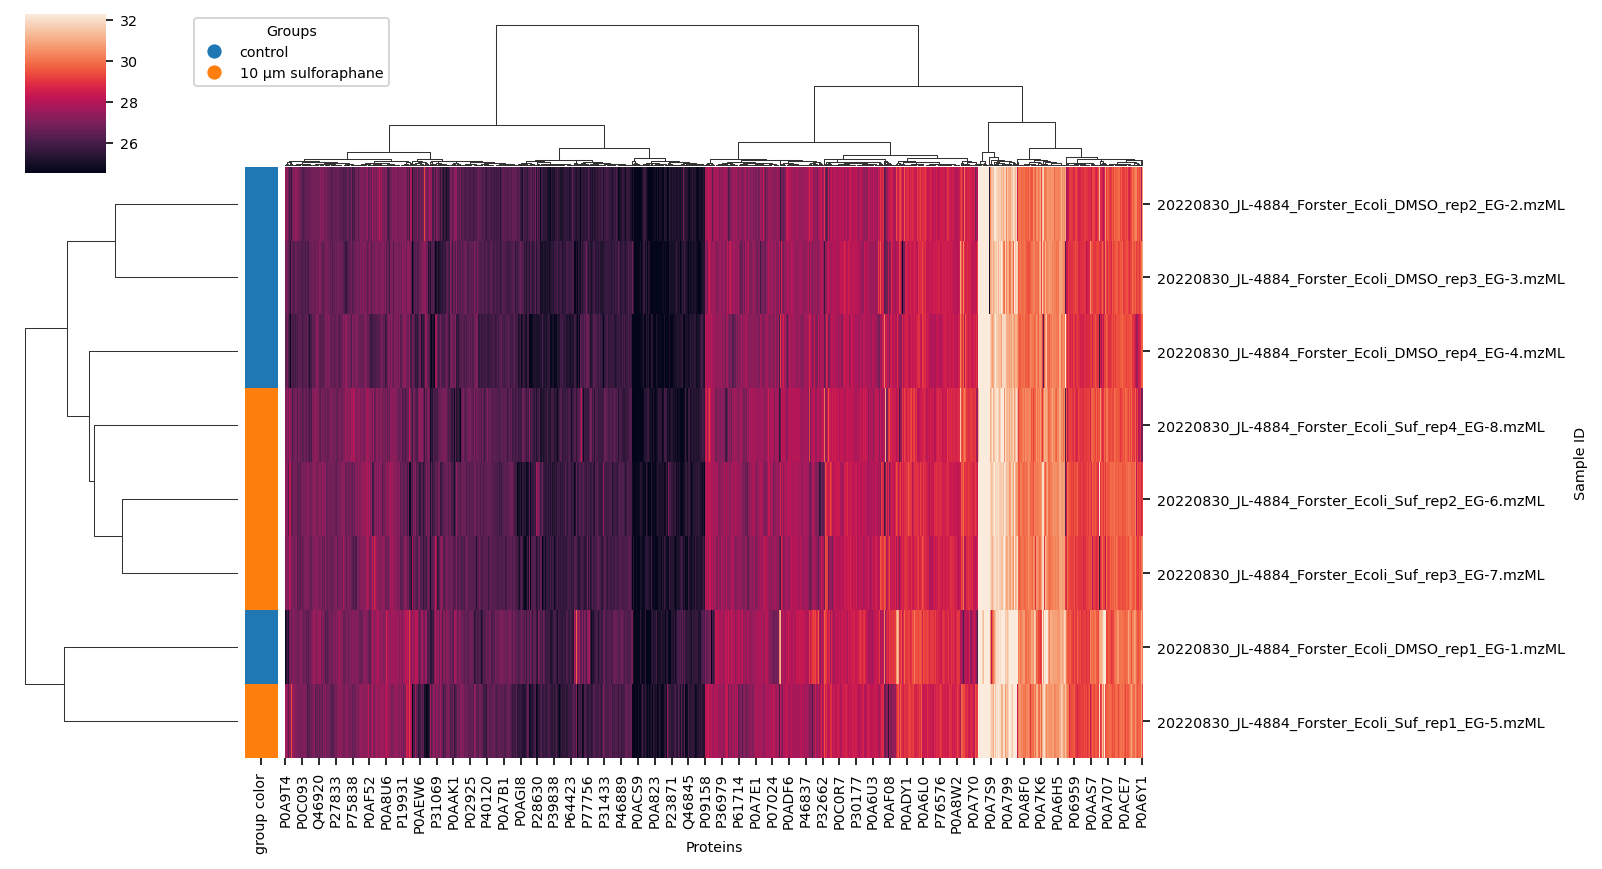 32
30
28
26
Groups
control
10 µm sulforaphane
20220830_JL-4884_Forster_Ecoli_DMSO_rep2_EG-2.mzML
20220830_JL-4884_Forster_Ecoli_DMSO_rep3_EG-3.mzML
20220830_JL-4884_Forster_Ecoli_DMSO_rep4_EG-4.mzML
20220830_JL-4884_Forster_Ecoli_Suf_rep4_EG-8.mzML
20220830_JL-4884_Forster_Ecoli_Suf_rep2_EG-6.mzML
20220830_JL-4884_Forster_Ecoli_Suf_rep3_EG-7.mzML
20220830_JL-4884_Forster_Ecoli_DMSO_rep1_EG-1.mzML
20220830_JL-4884_Forster_Ecoli_Suf_rep1_EG-5.mzML
Sample ID
group color
P0A9T4
P0C093
Q46920
P27833
P75838
P0AF52
P0A8U6
P19931
P0AEW6
P31069
P0AAK1
P02925
P40120
P0A7B1
P0AGI8
P28630
P39838
P64423
P77756
P31433
P46889
P0ACS9
P0A823
P23871
Q46845
P09158
P36979
P61714
P0A7E1
P07024
P0ADF6
P46837
P32662
P0C0R7
P30177
P0A6U3
P0AF08
P0ADY1
P0A6L0
P76576
P0A8W2
P0A7Y0
P0A7S9
P0A799
P0A8F0
P0A7K6
P0A6H5
P06959
P0AAS7
P0A707
P0ACE7
P0A6Y1
Proteins